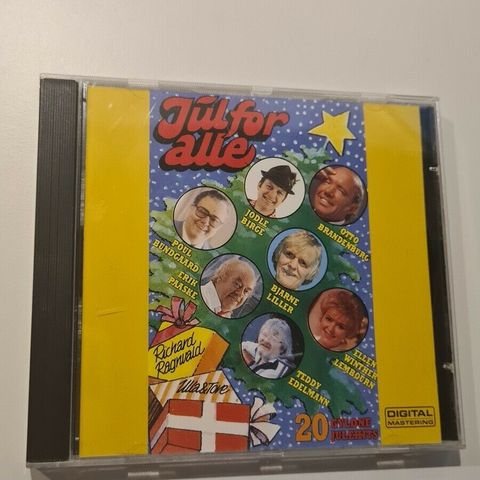 Jul for
alle
JODLE
BIRGE
OTTO
BRANDENBURG
POUL
BUNDGAARD
ERIK
PAASKE
BJARNE
LILLER
ELLEN
WINTHER
LEMBOURN
TEDDY
EDELMANN
Richard
Ragnvald
Ulla & Tove
20 GYLDNE
JULEHITS
DIGITAL
MASTERING